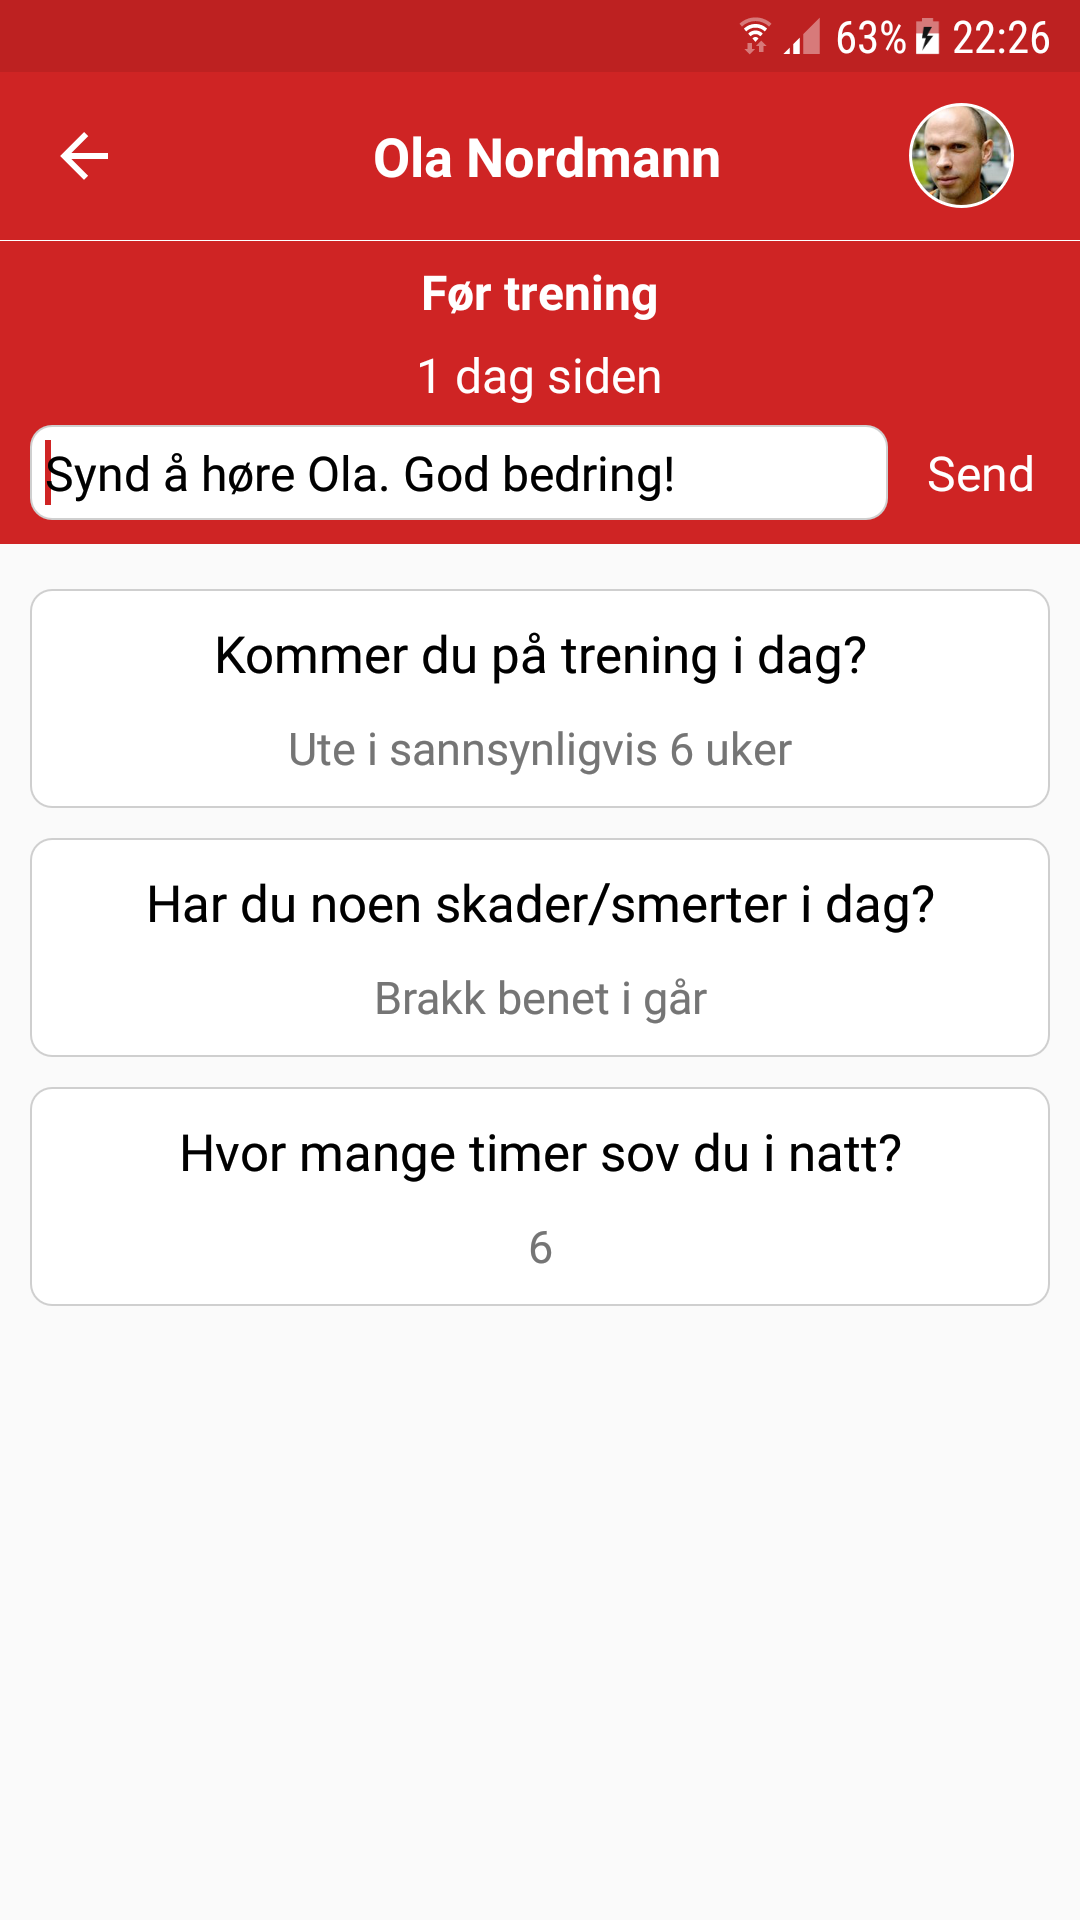 63% 22:26
Ola Nordmann
Før trening
1 dag siden
Synd å høre Ola. God bedring! Send
Kommer du på trening i dag?
Ute i sannsynligvis 6 uker
Har du noen skader/smerter i dag?
Brakk benet i går
Hvor mange timer sov du i natt?
6